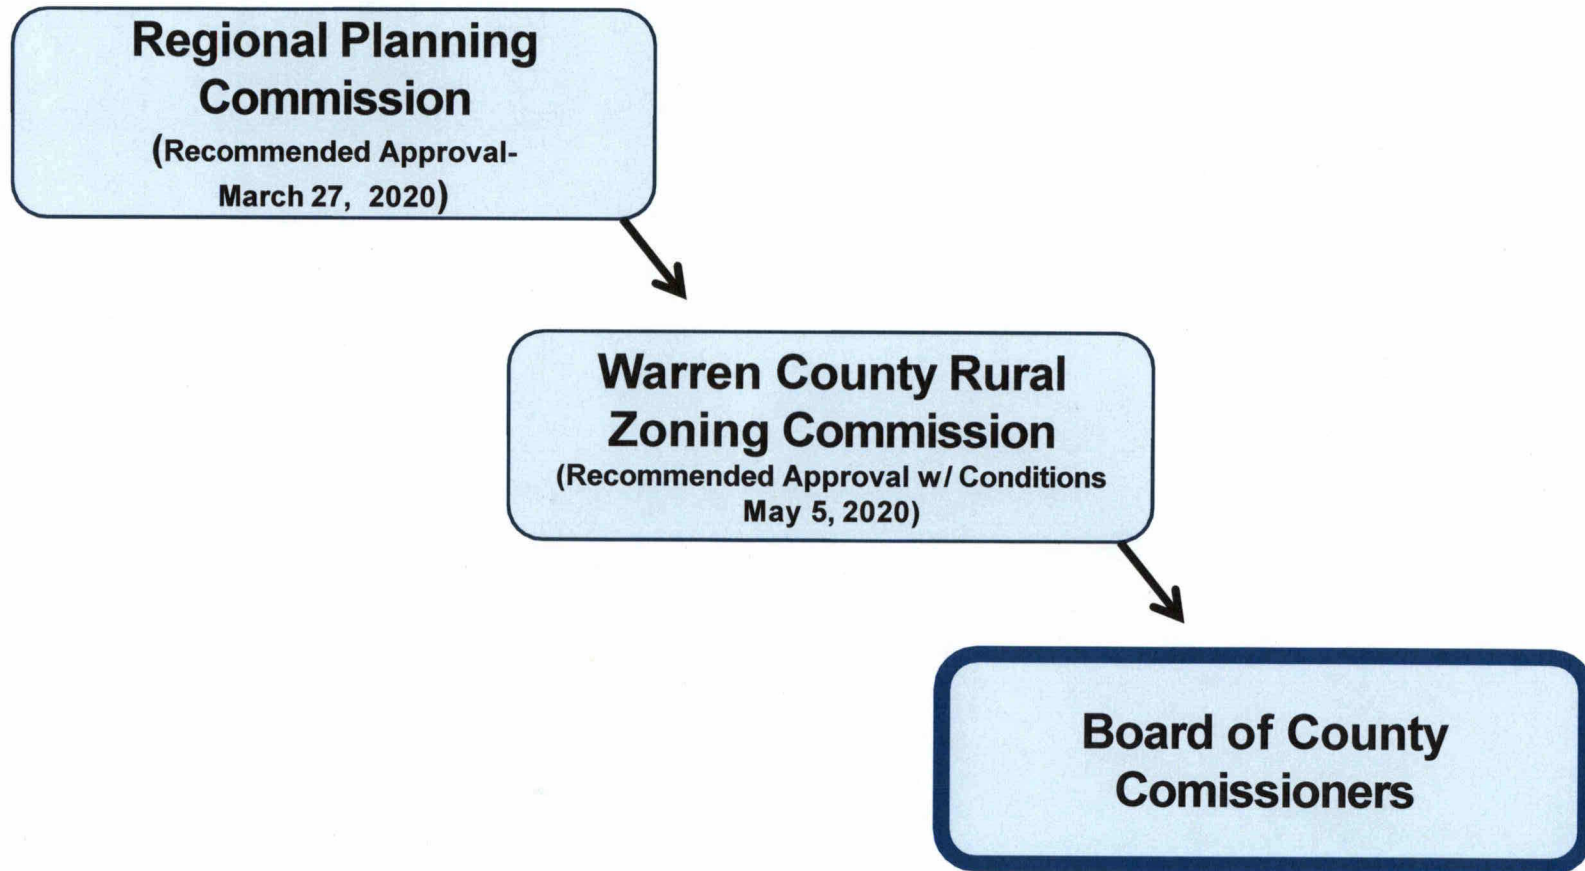 Regional Planning
Commission
(Recommended Approval-
March 27, 2020)
Warren County Rural
Zoning Commission
(Recommended Approval w/ Conditions
May 5, 2020)
Board of County
Comissioners